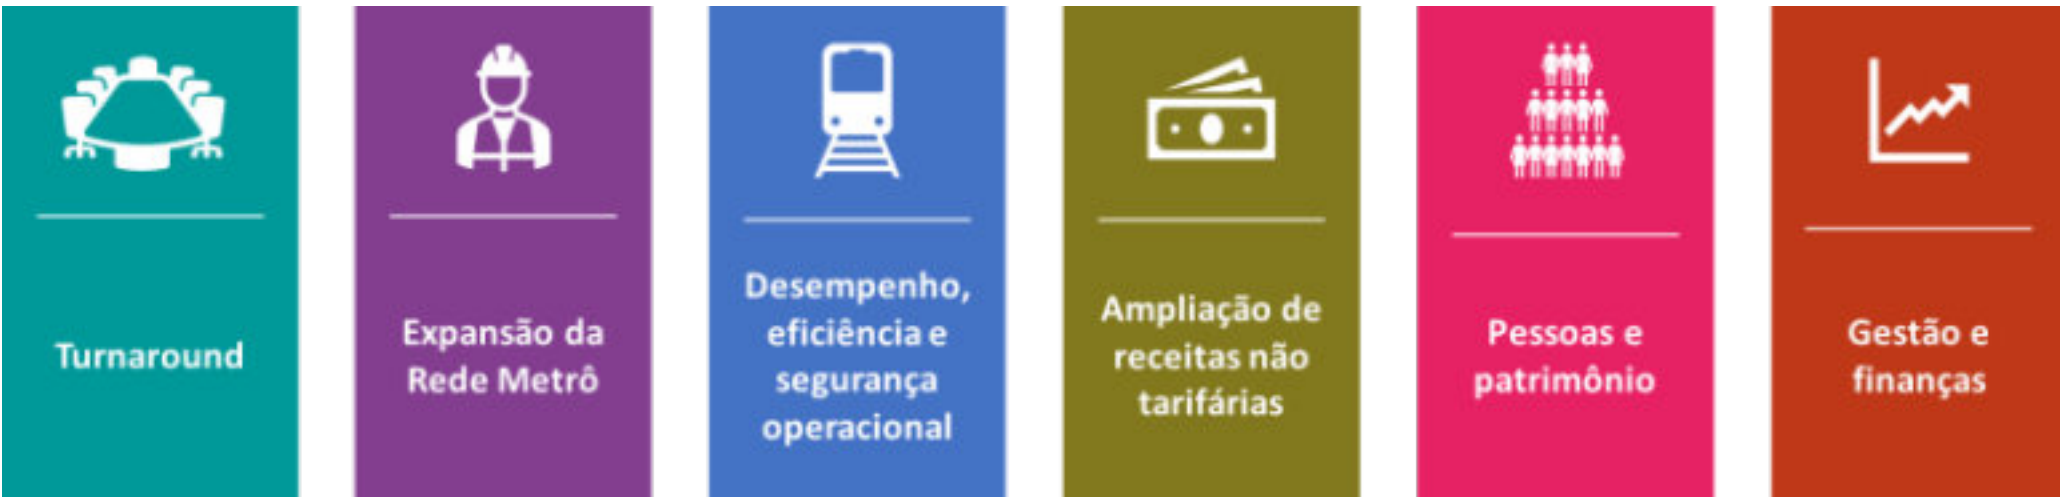 Turnaround
Expansão da
Rede Metrô
Desempenho,
eficiência e
segurança
operacional
Ampliação de
receitas não
tarifárias
Pessoas e
patrimônio
Gestão e
finanças